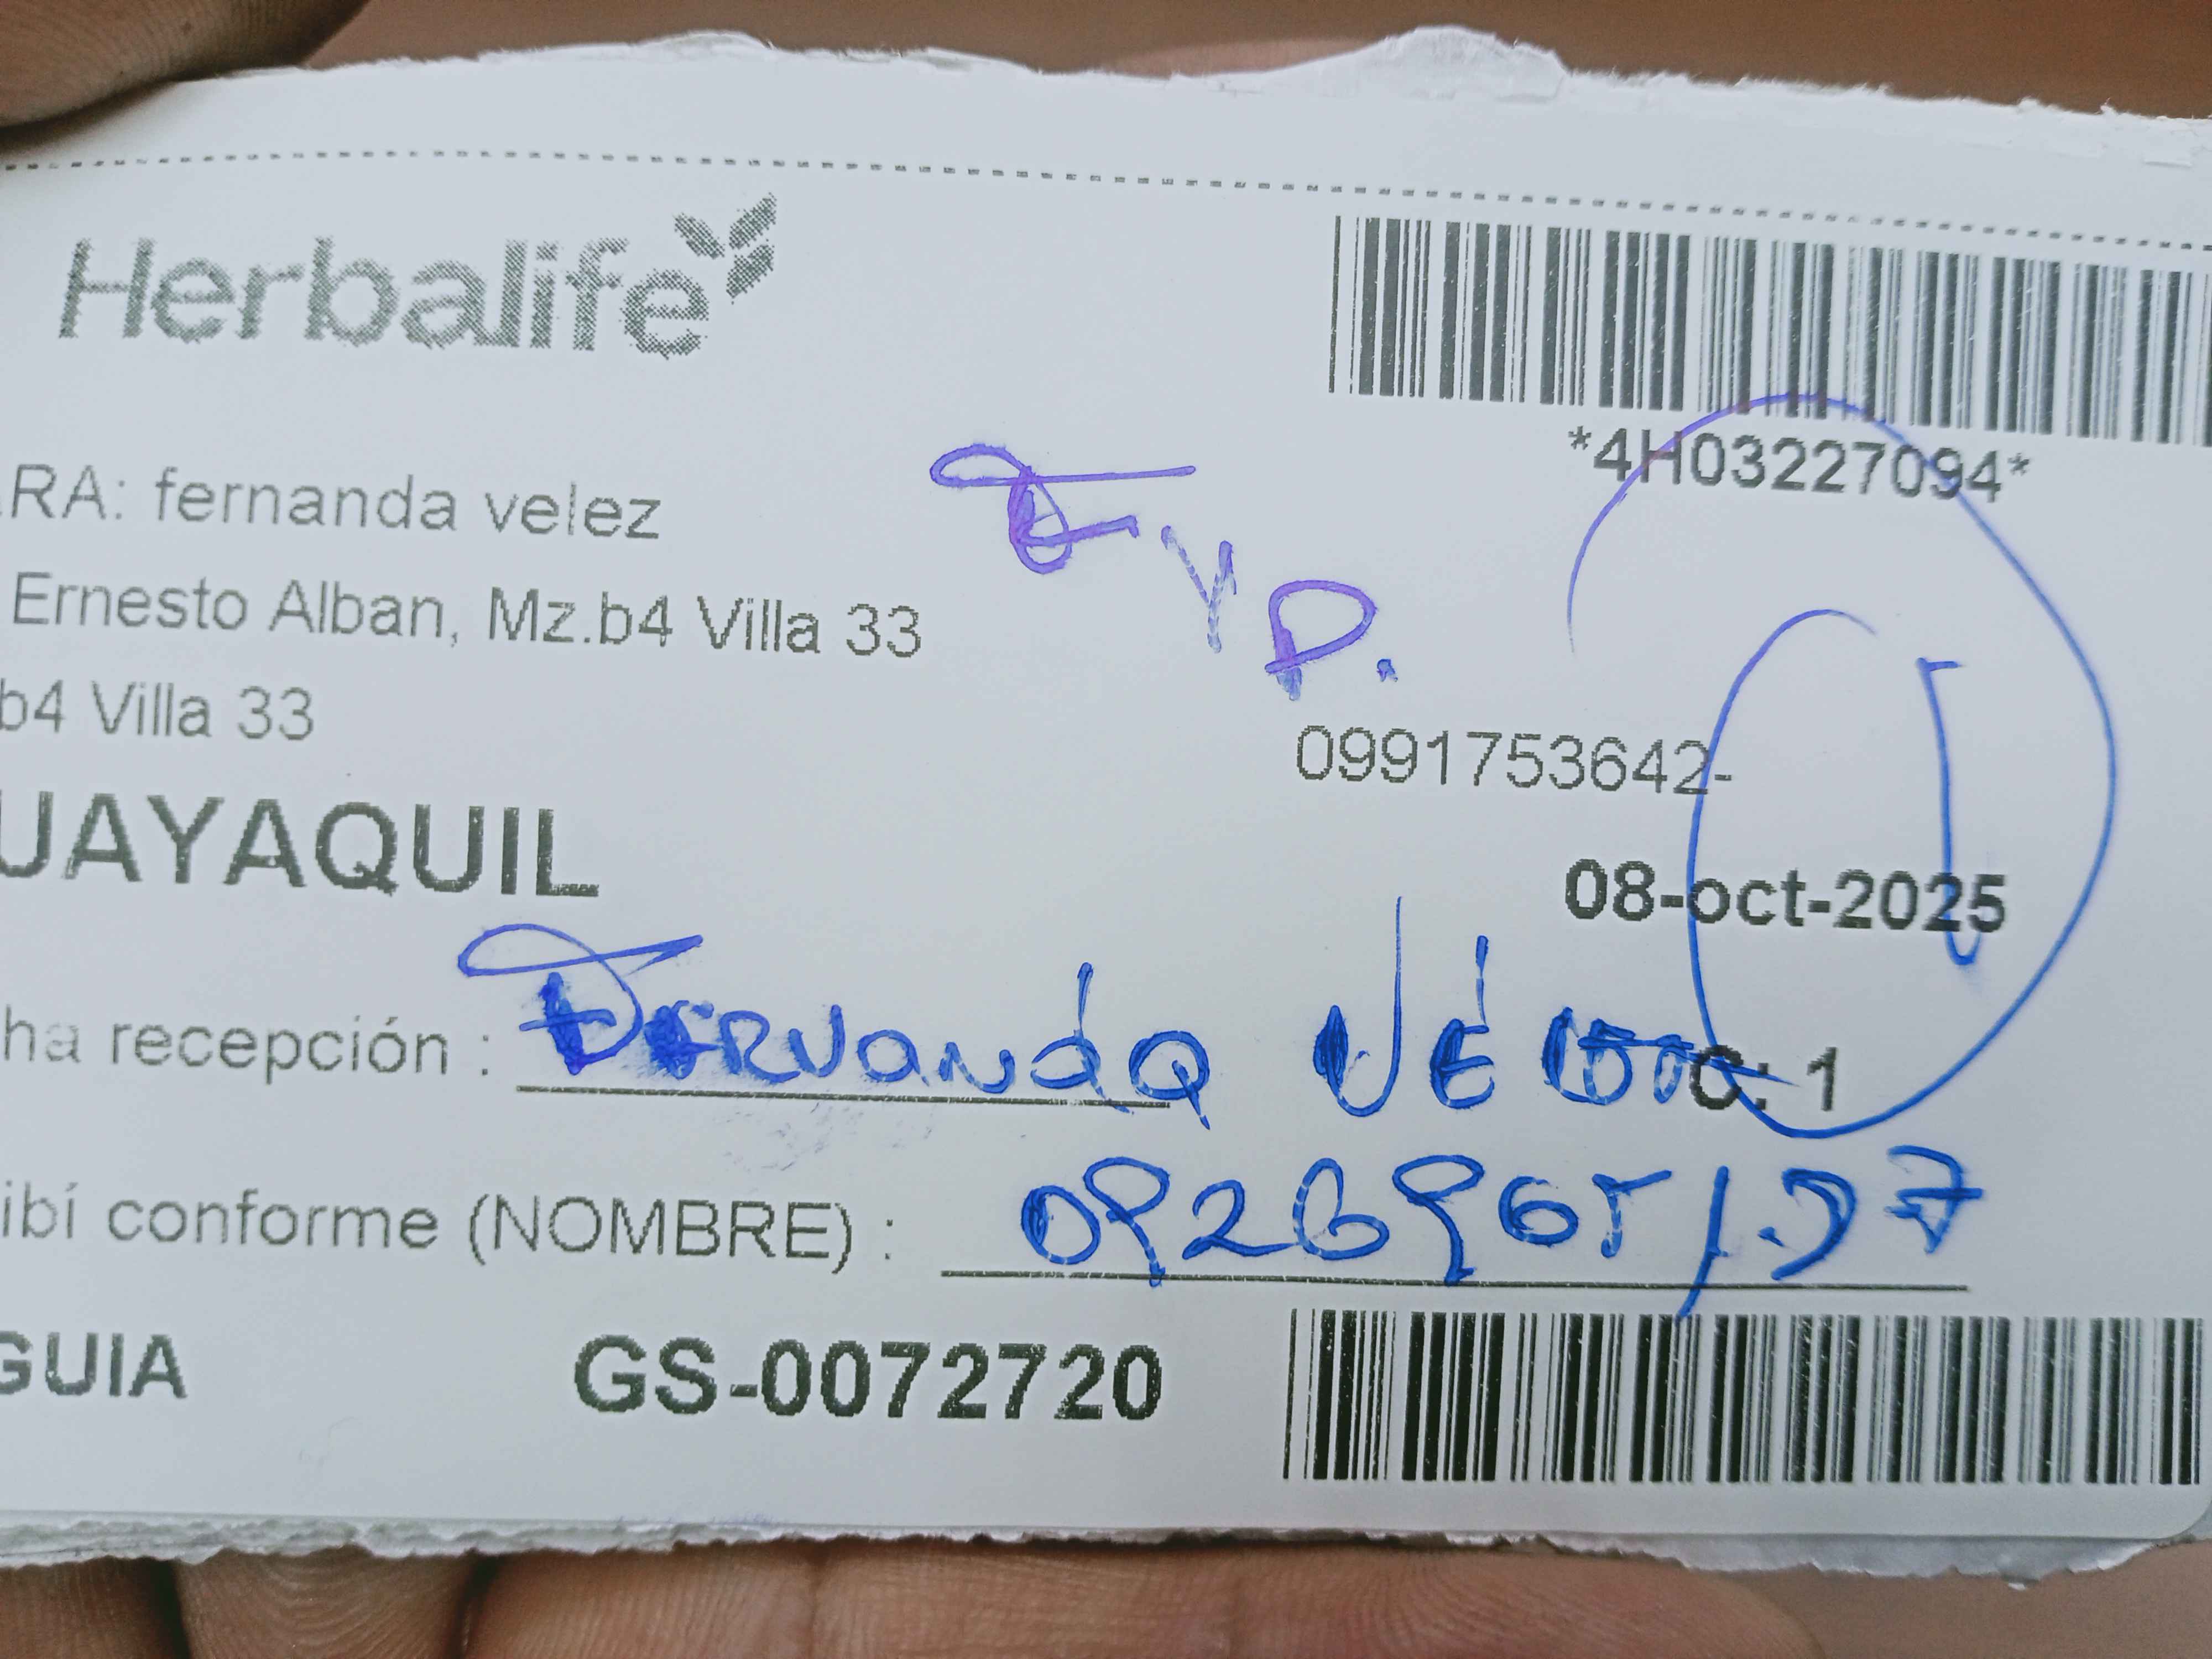 Herbalife
*4H03227094*
RA: fernanda velez
Ernesto Alban, Mz.b4 Villa 33
b4 Villa 33
0991753642-
UAYAQUIL
08-oct-2025
ha recepción : Fernanda
C: 1
ibí conforme (NOMBRE) :
GUIA GS-0072720